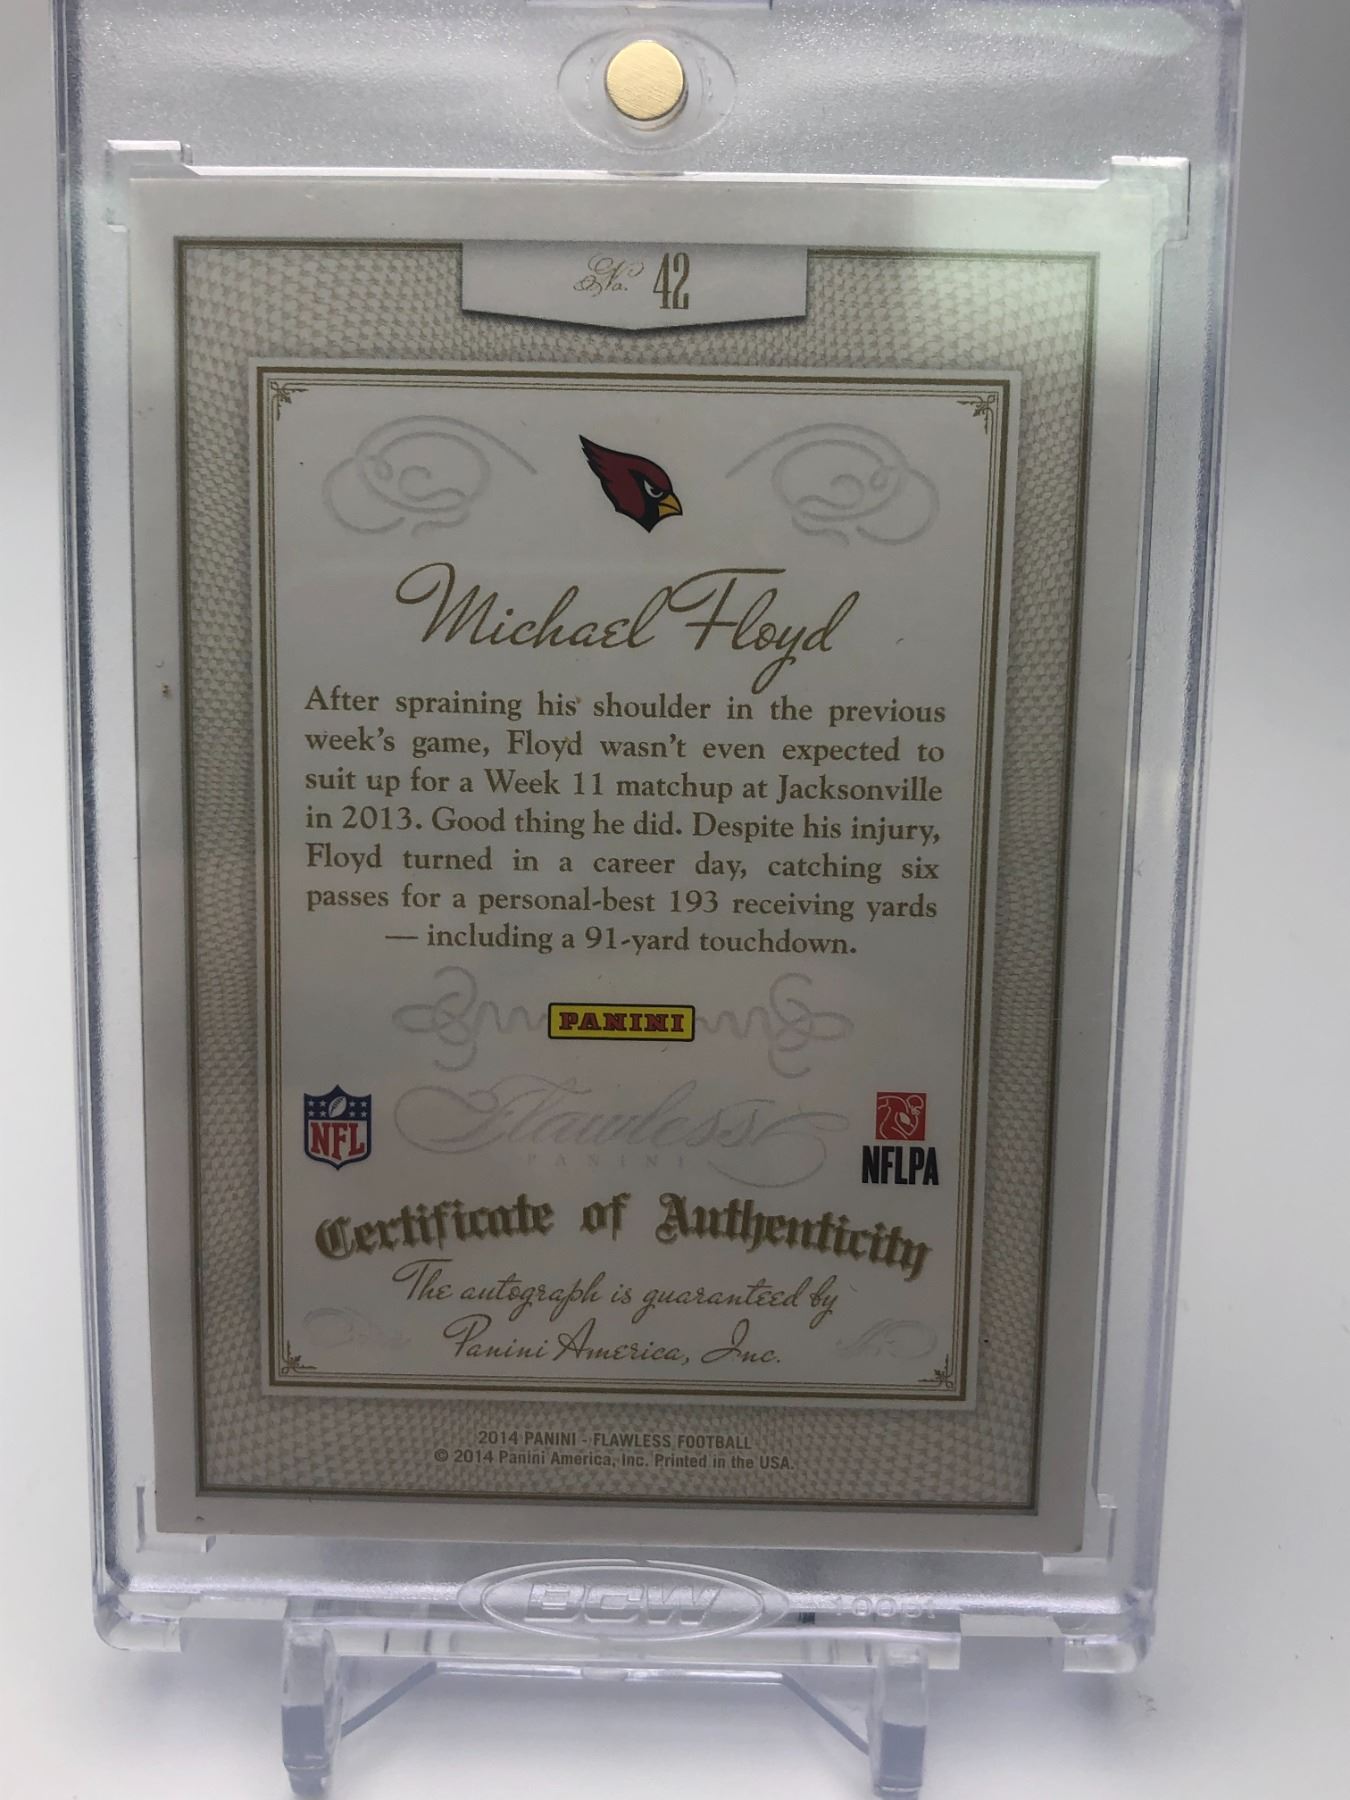 No. 42
Michael Floyd
After spraining his shoulder in the previous
week's game, Floyd wasn't even expected to
suit up for a Week 11 matchup at Jacksonville
in 2013. Good thing he did. Despite his injury,
Floyd turned in a career day, catching six
passes for a personal-best 193 receiving yards
— including a 91-yard touchdown.
PANINI
NFL
Flawless
PANINI
NFLPA
Certificate of Authenticity
The autograph is guaranteed by
Panini America, Inc.
2014 PANINI - FLAWLESS FOOTBALL
© 2014 Panini America, Inc. Printed in the USA.
BCW
100pt